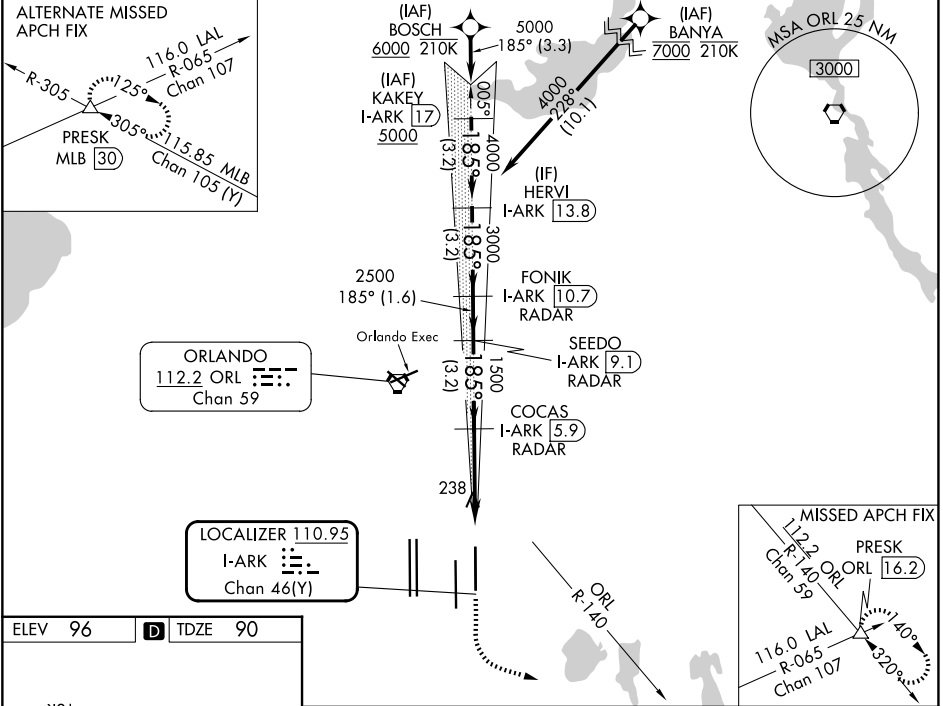 ALTERNATE MISSED
APCH FIX
116.0 LAL
R-065
Chan 107
R-305
125°
305°
PRESK
MLB 30
115.85 MLB
Chan 105 (Y)
(IAF)
BOSCH
6000 210K
5000
185° (3.3)
(IAF)
BANYA
7000 210K
4000
228°
(10.1)
MSA ORL 25 NM
3000
(IAF)
KAKEY
I-ARK 17
5000
005°
4000
185°
(3.2)
(IF)
HERVI
I-ARK 13.8
3000
185°
(3.2)
2500
185° (1.6)
FONIK
I-ARK 10.7
RADAR
Orlando Exec
SEEDO
I-ARK 9.1
RADAR
ORLANDO
112.2 ORL
Chan 59
1500
185°
(3.2)
COCAS
I-ARK 5.9
RADAR
238
LOCALIZER 110.95
I-ARK
Chan 46(Y)
ORL
R-140
MISSED APCH FIX
112.2 ORL
R-140
Chan 59
PRESK
ORL 16.2
116.0 LAL
R-065
Chan 107
140°
320°
ELEV 96 D TDZE 90